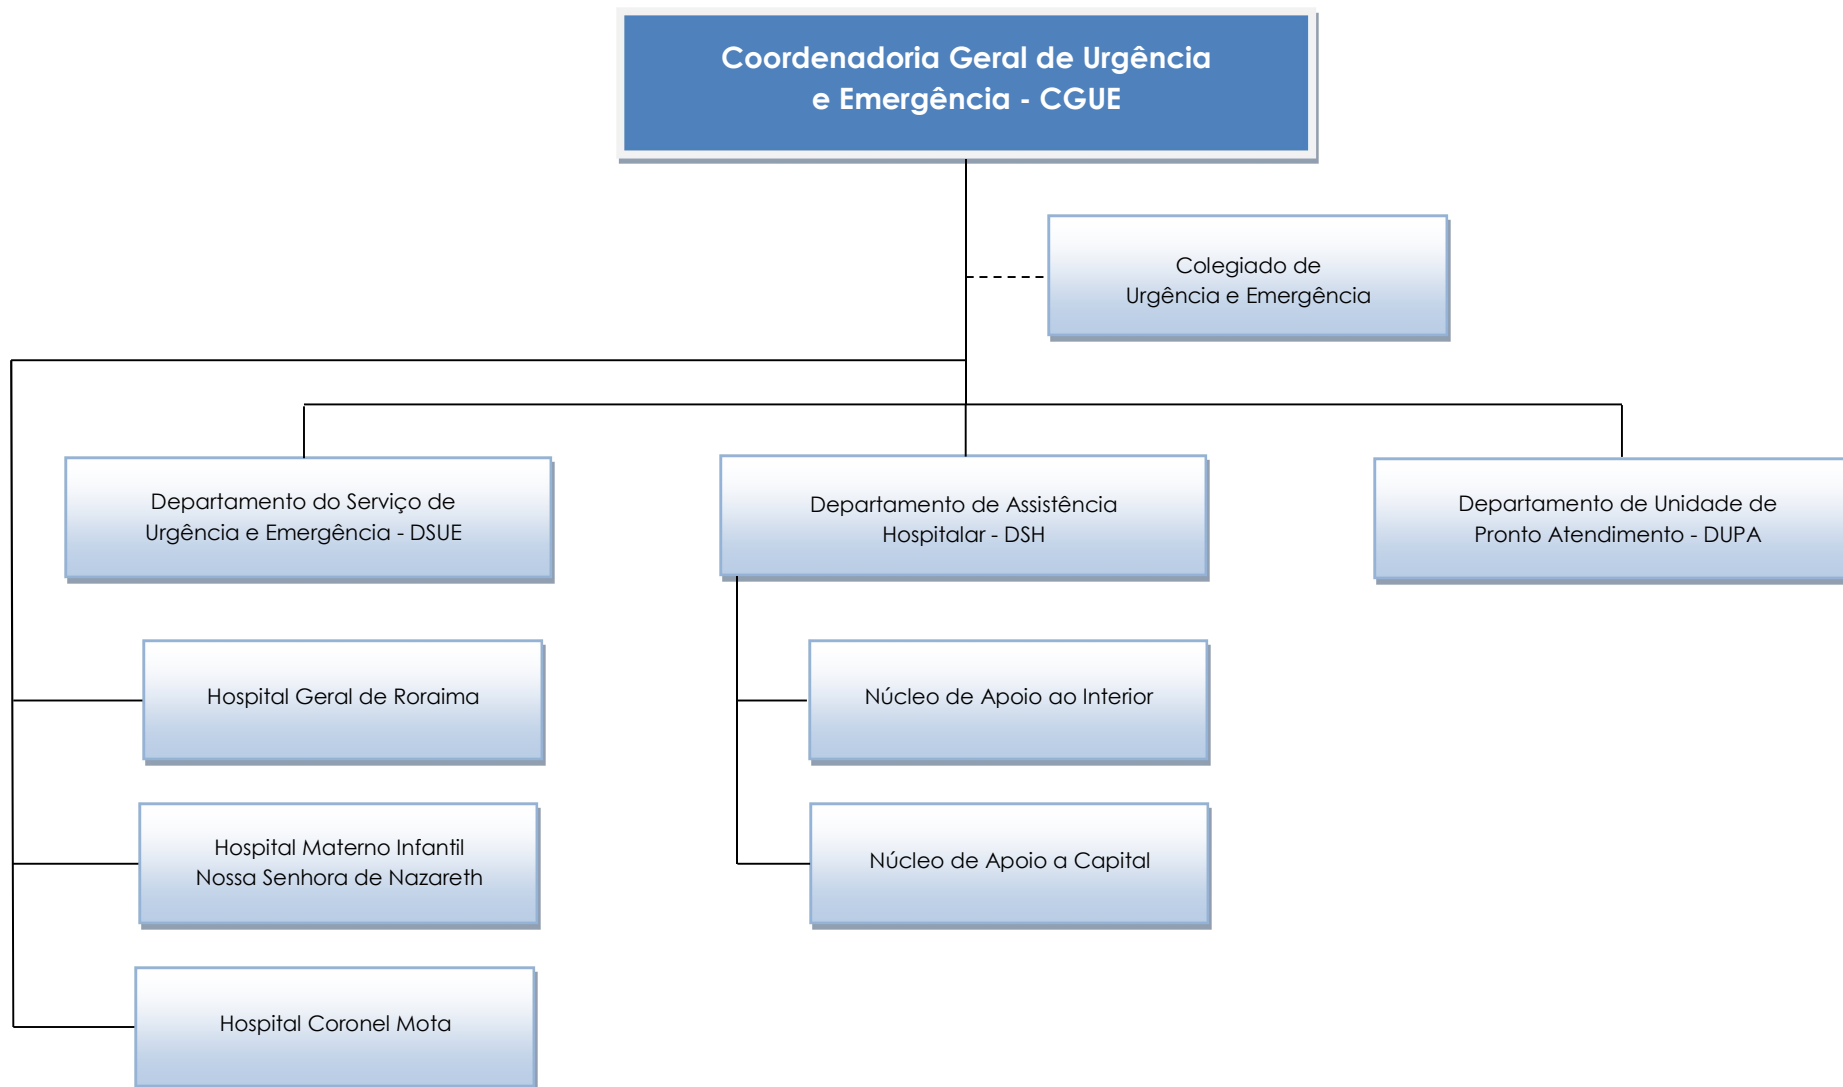 Coordenadoria Geral de Urgência
e Emergência - CGUE
Colegiado de
Urgência e Emergência
Departamento do Serviço de
Urgência e Emergência - DSUE
Departamento de Assistência
Hospitalar - DSH
Departamento de Unidade de
Pronto Atendimento - DUPA
Hospital Geral de Roraima
Núcleo de Apoio ao Interior
Hospital Materno Infantil
Nossa Senhora de Nazareth
Núcleo de Apoio a Capital
Hospital Coronel Mota